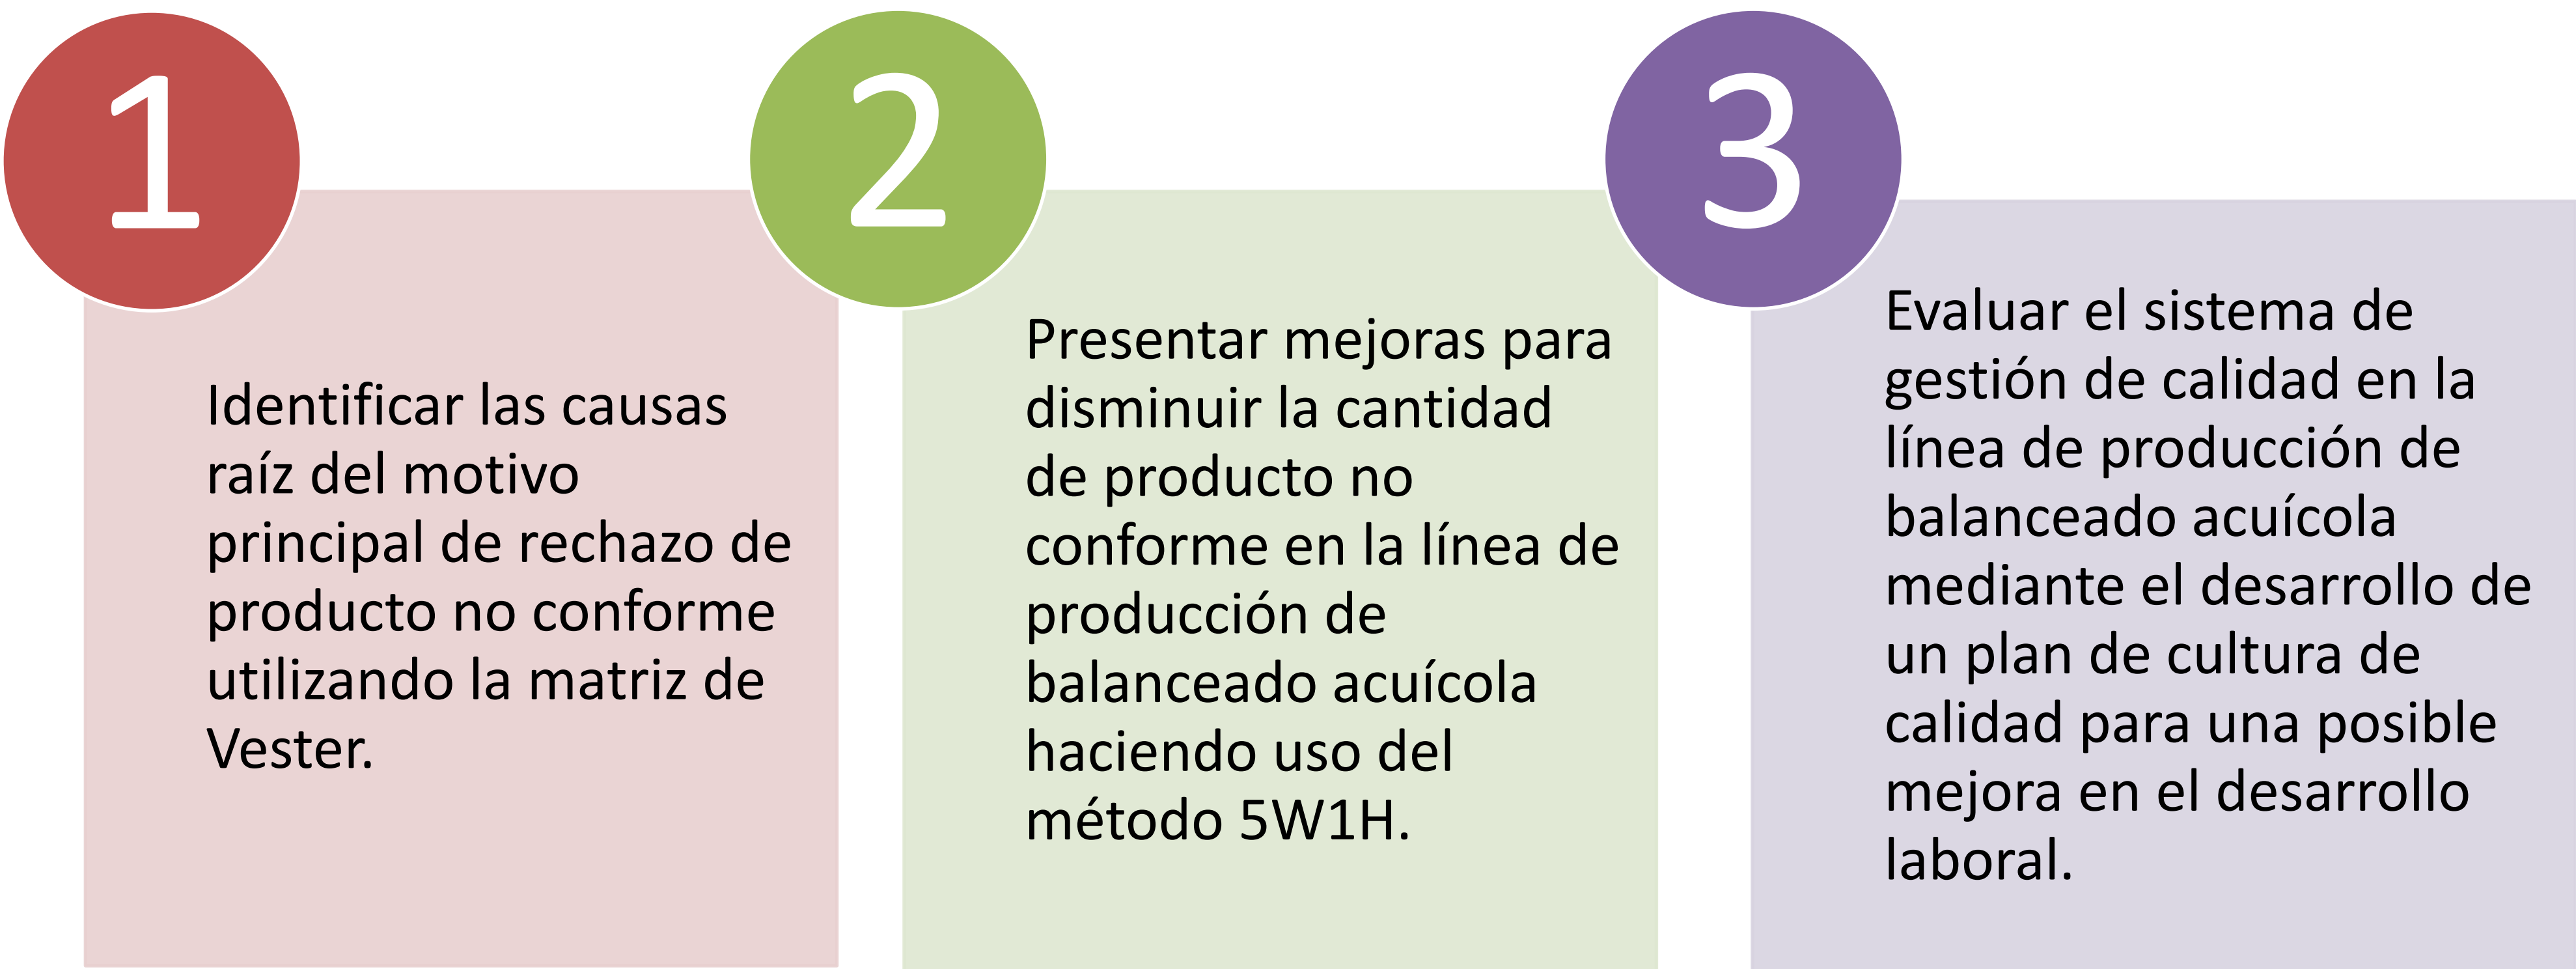 1
Identificar las causas
raíz del motivo
principal de rechazo de
producto no conforme
utilizando la matriz de
Vester.
2
Presentar mejoras para
disminuir la cantidad
de producto no
conforme en la línea de
producción de
balanceado acuícola
haciendo uso del
método 5W1H.
3
Evaluar el sistema de
gestión de calidad en la
línea de producción de
balanceado acuícola
mediante el desarrollo de
un plan de cultura de
calidad para una posible
mejora en el desarrollo
laboral.